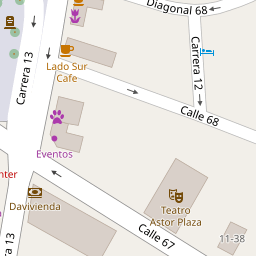 Diagonal 68
Carrera 13
Carrera 12
Lado Sur
Cafe
Calle 68
Eventos
Davivienda
Teatro
Astor Plaza
11-38
Calle 67